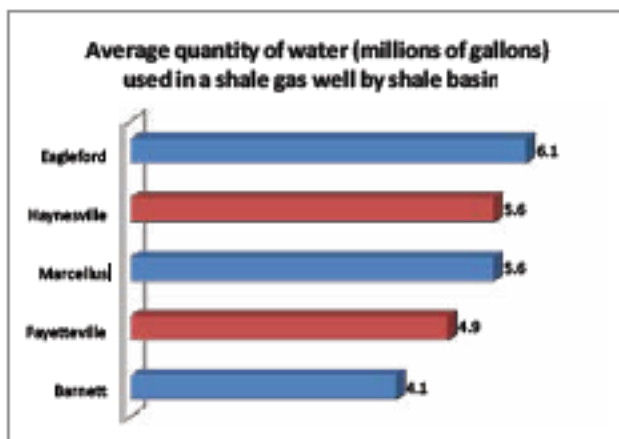 Average quantity of water (millions of gallons)
used in a shale gas well by shale basin
Eagleford 6.1
Haynesville 5.6
Marcellus 5.6
Fayetteville 4.9
Barnett 4.1